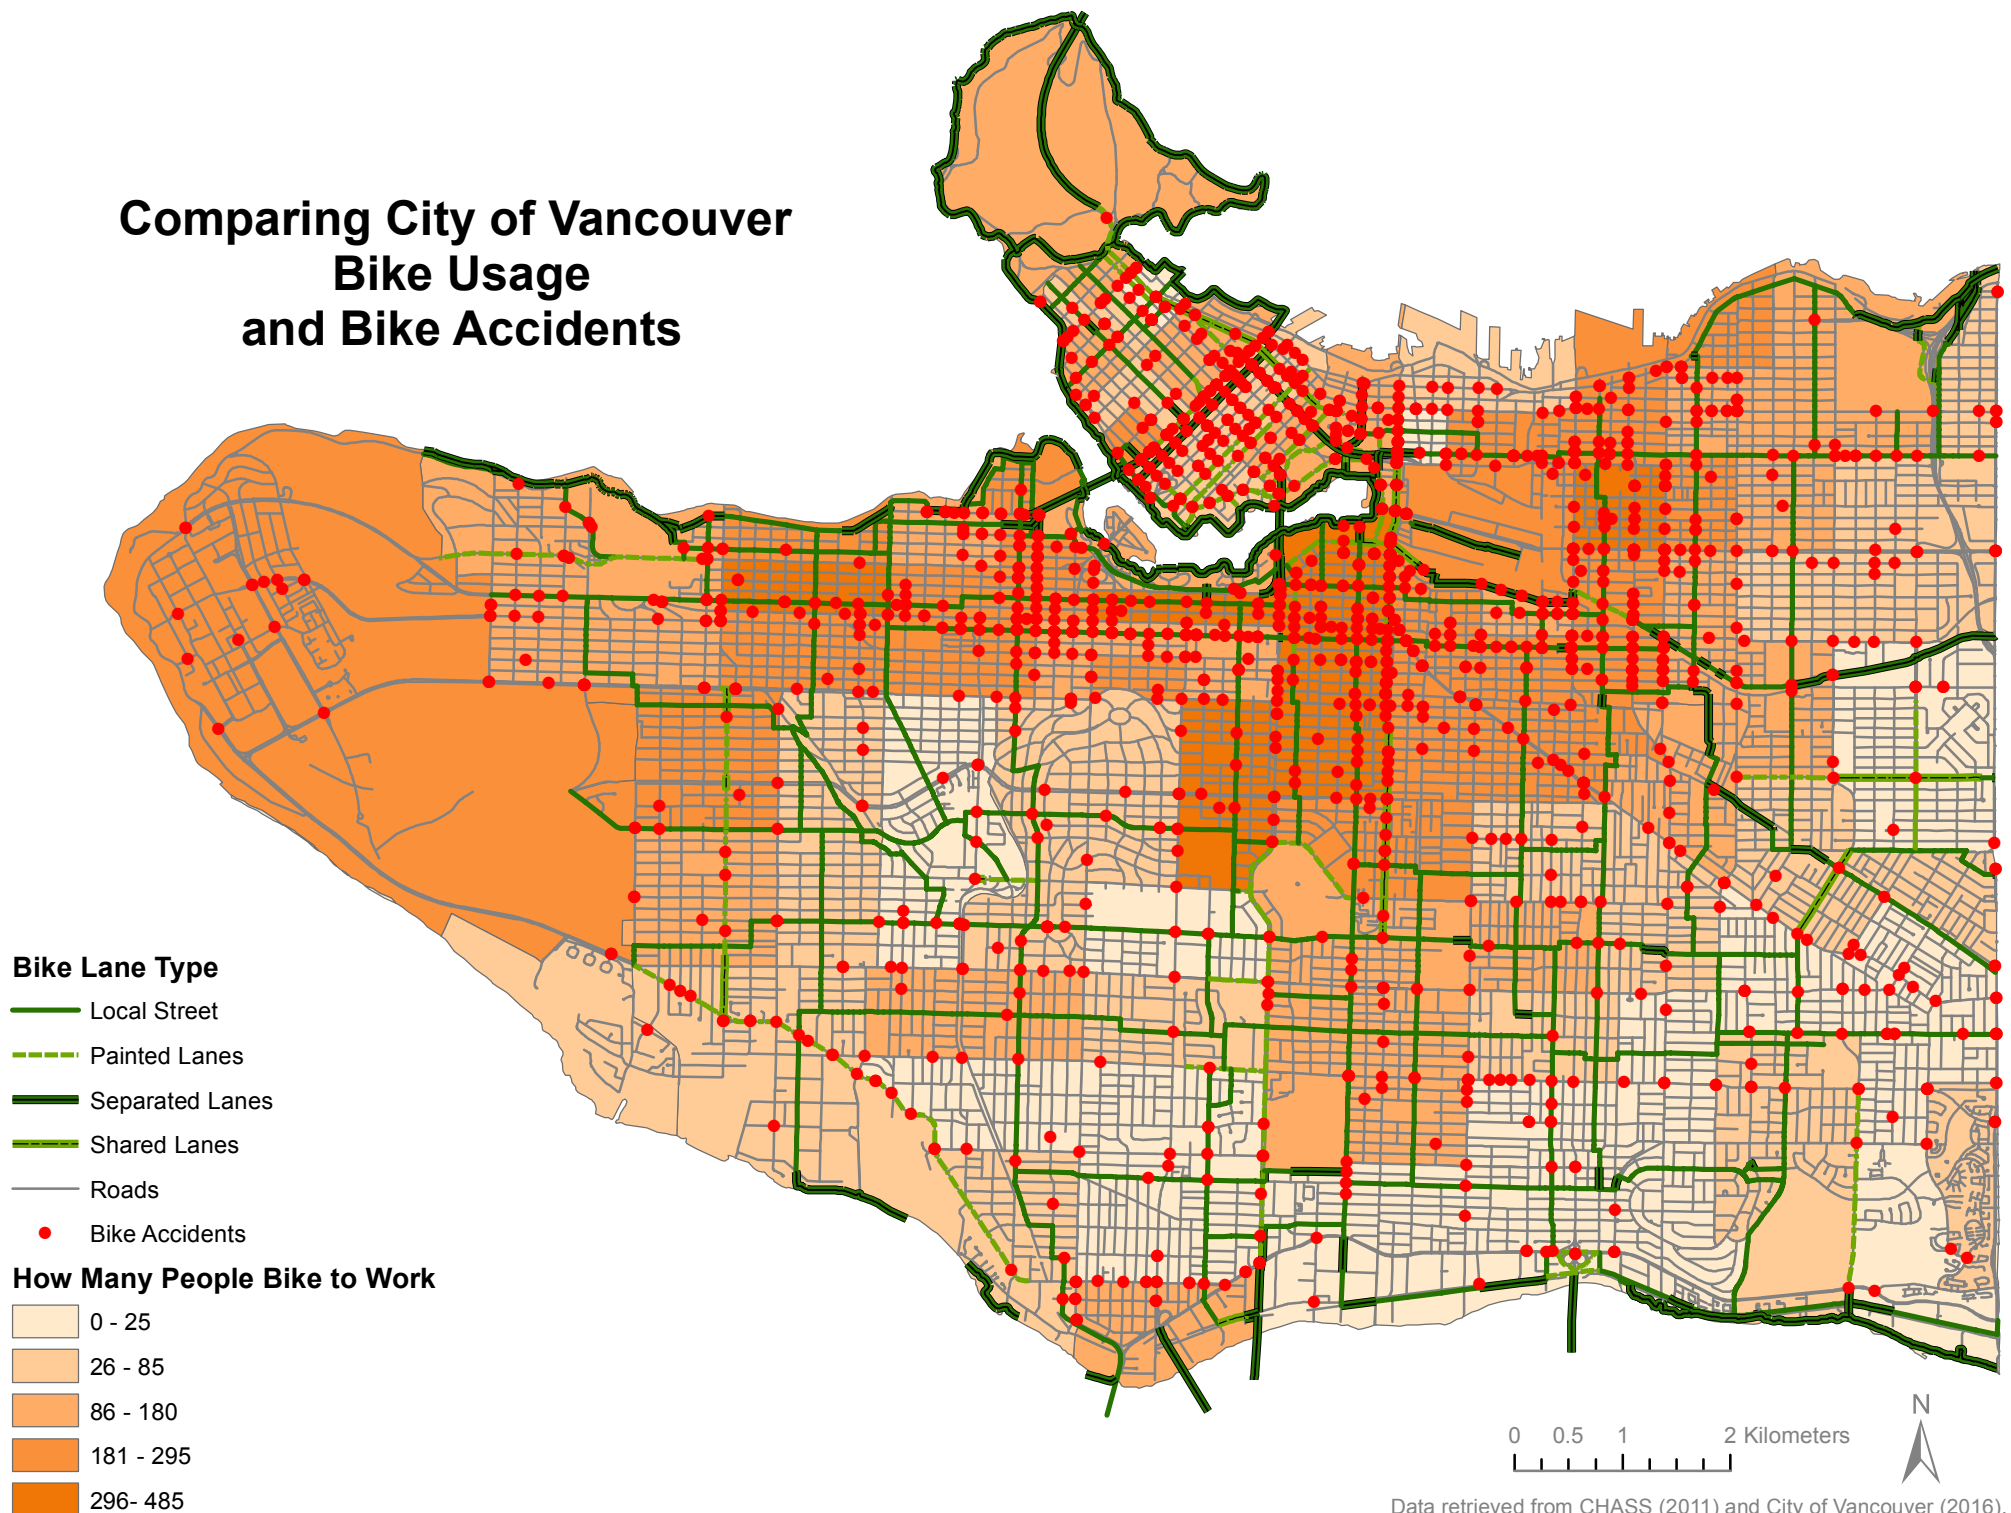 Comparing City of Vancouver
Bike Usage
and Bike Accidents
Bike Lane Type
Local Street
Painted Lanes
Separated Lanes
Shared Lanes
Roads
Bike Accidents
How Many People Bike to Work
0 - 25
26 - 85
86 - 180
181 - 295
296- 485
N
0 0.5 1 2 Kilometers
Data retrieved from CHASS (2011) and City of Vancouver (2016).